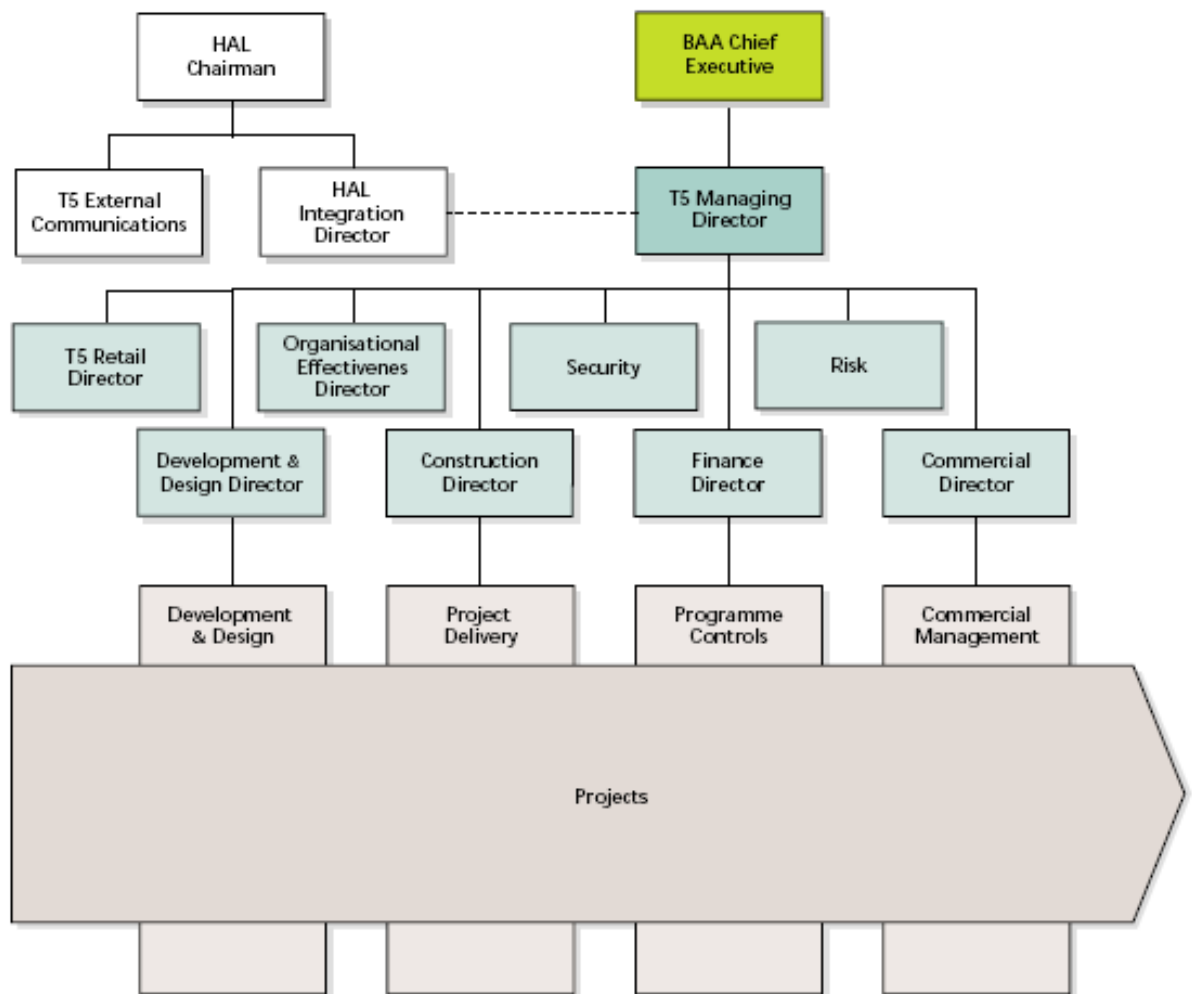 HAL
Chairman
BAA Chief
Executive
T5 External
Communications
HAL
Integration
Director
T5 Managing
Director
T5 Retail
Director
Organisational
Effectivenes
Director
Security
Risk
Development &
Design Director
Construction
Director
Finance
Director
Commercial
Director
Development
& Design
Project
Delivery
Programme
Controls
Commercial
Management
Projects